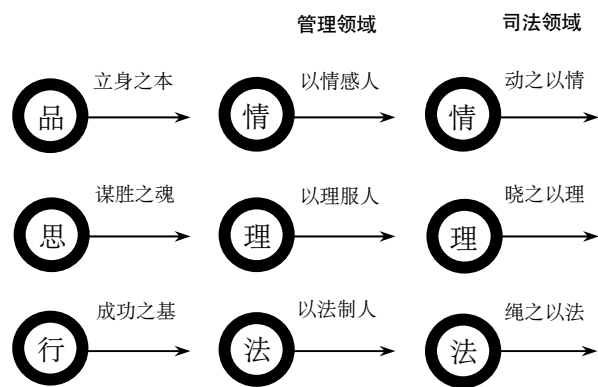 管理领域 司法领域
立身之本 以情感人 动之以情
品 情 情
谋胜之魂 以理服人 晓之以理
思 理 理
成功之基 以法制人 绳之以法
行 法 法